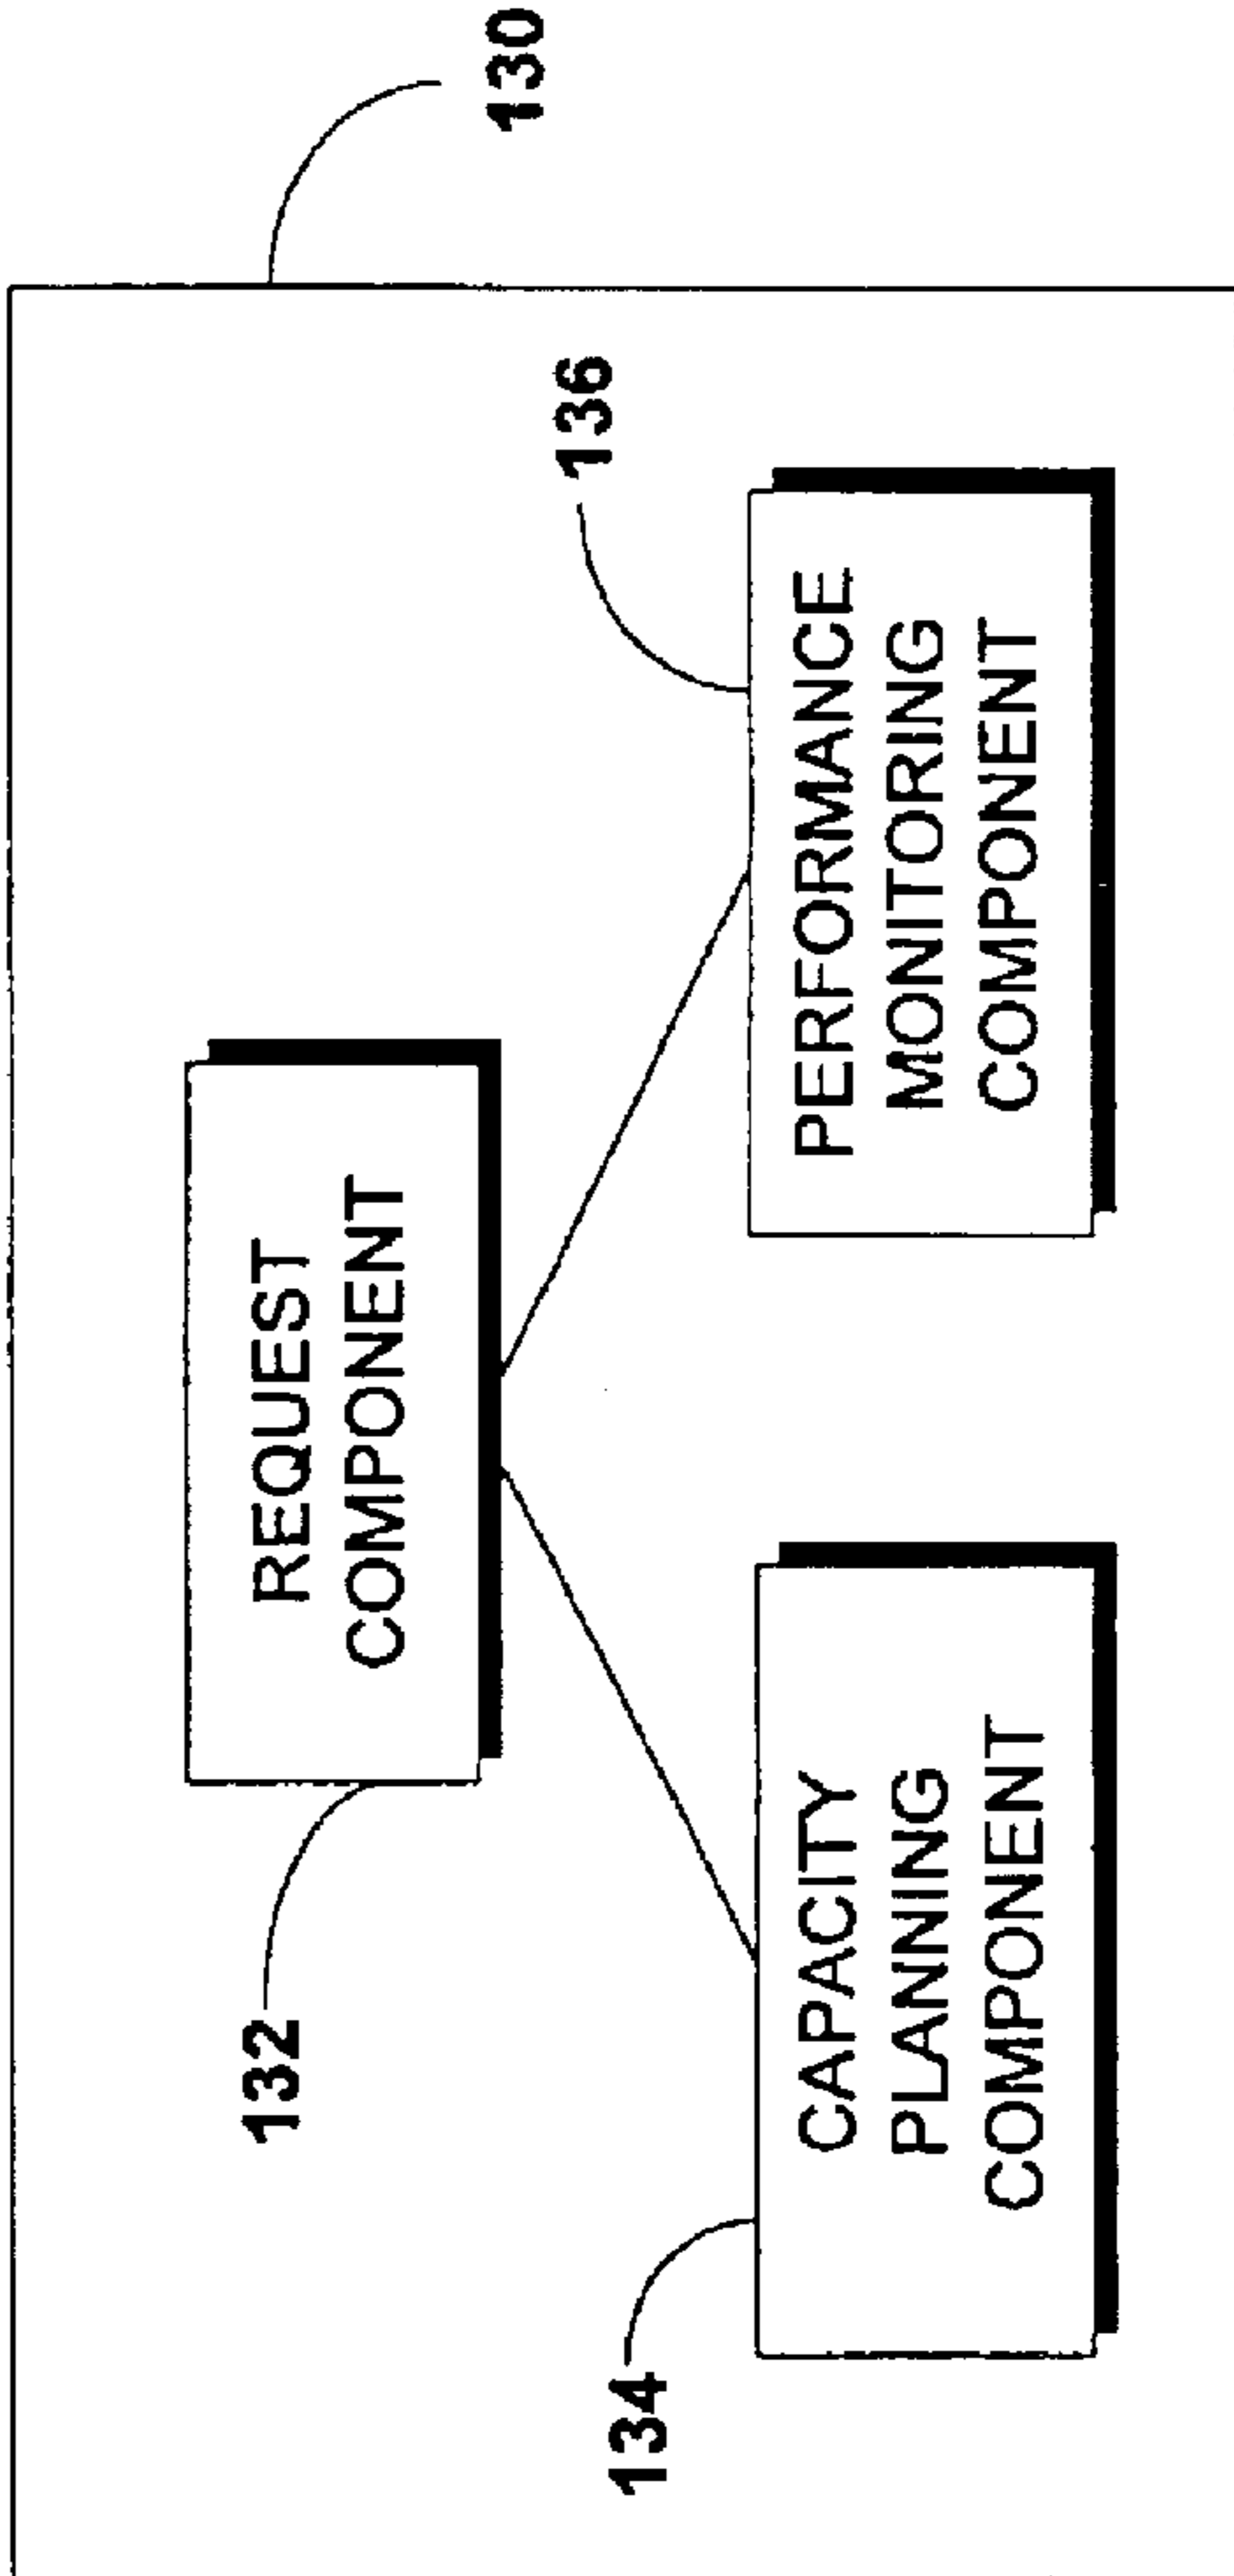 130
132
REQUEST
COMPONENT
136
134
CAPACITY
PLANNING
COMPONENT
PERFORMANCE
MONITORING
COMPONENT